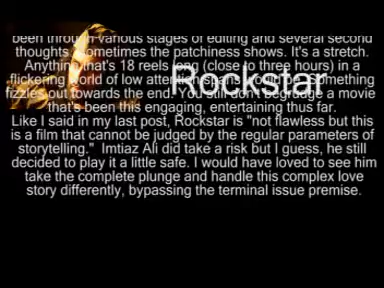 been through various stages of editing and several second
thoughts. Sometimes the patchiness shows. It's a stretch.
Anything that's 18 reels long (close to three hours) in a
flickering world of low attention spans would be. Something
fizzles out towards the end. You still don't begrudge a movie
that's been this engaging, entertaining thus far.
Like I said in my last post, Rockstar is "not flawless but this
is a film that cannot be judged by the regular parameters of
storytelling." Imtiaz Ali did take a risk but I guess, he still
decided to play it a little safe. I would have loved to see him
take the complete plunge and handle this complex love
story differently, bypassing the terminal issue premise.
Rockstar